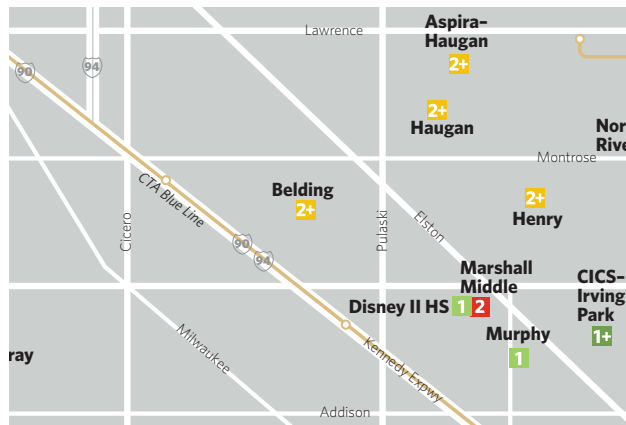 Lawrence
Aspira–
Haugan
2+
90
94
2+
Haugan
Nor
Rive
Montrose
CTA Blue Line
Belding
2+
2+
Henry
Cicero
Pulaski
Elston
90
94
Marshall
Middle
Disney II HS
1
2
CICS–
Irving
Park
1+
Murphy
1
ray
Milwaukee
Kennedy Expwy
Addison